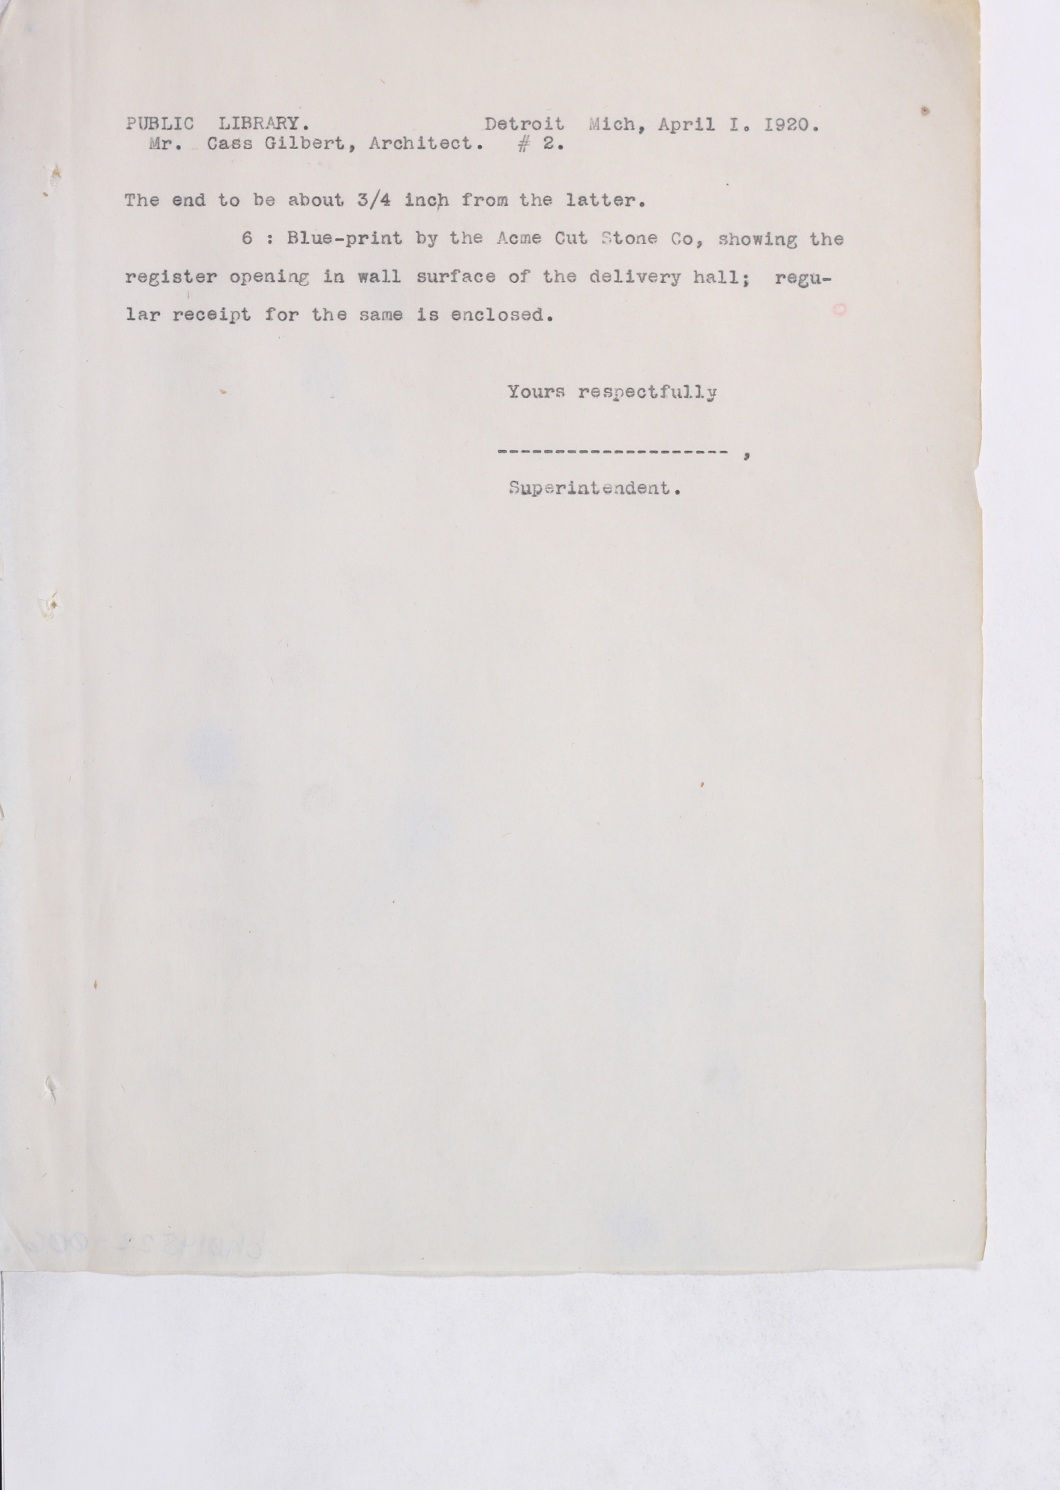 PUBLIC LIBRARY. Detroit Mich, April I. I920.
Mr. Cass Gilbert, Architect. # 2.
The end to be about 3/4 inch from the latter.
6 : Blue-print by the Acme Cut Stone Co, showing the
register opening in wall surface of the delivery hall; regu-
lar receipt for the same is enclosed.
Yours respectfully
-------------------- ,
Superintendent.